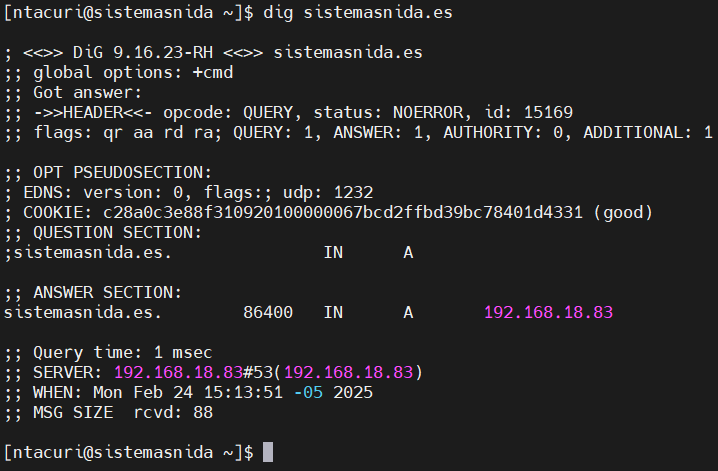 [ntacuri@sistemasnida ~]$ dig sistemasnida.es
; <<>> DiG 9.16.23-RH <<>> sistemasnida.es
;; global options: +cmd
;; Got answer:
;; ->>HEADER<<- opcode: QUERY, status: NOERROR, id: 15169
;; flags: qr aa rd ra; QUERY: 1, ANSWER: 1, AUTHORITY: 0, ADDITIONAL: 1
;; OPT PSEUDOSECTION:
; EDNS: version: 0, flags:; udp: 1232
; COOKIE: c28a0c3e88f310920100000067bcd2ffbd39bc78401d4331 (good)
;; QUESTION SECTION:
;sistemasnida.es. IN A
;; ANSWER SECTION:
sistemasnida.es. 86400 IN A 192.168.18.83
;; Query time: 1 msec
;; SERVER: 192.168.18.83#53(192.168.18.83)
;; WHEN: Mon Feb 24 15:13:51 -05 2025
;; MSG SIZE rcvd: 88
[ntacuri@sistemasnida ~]$